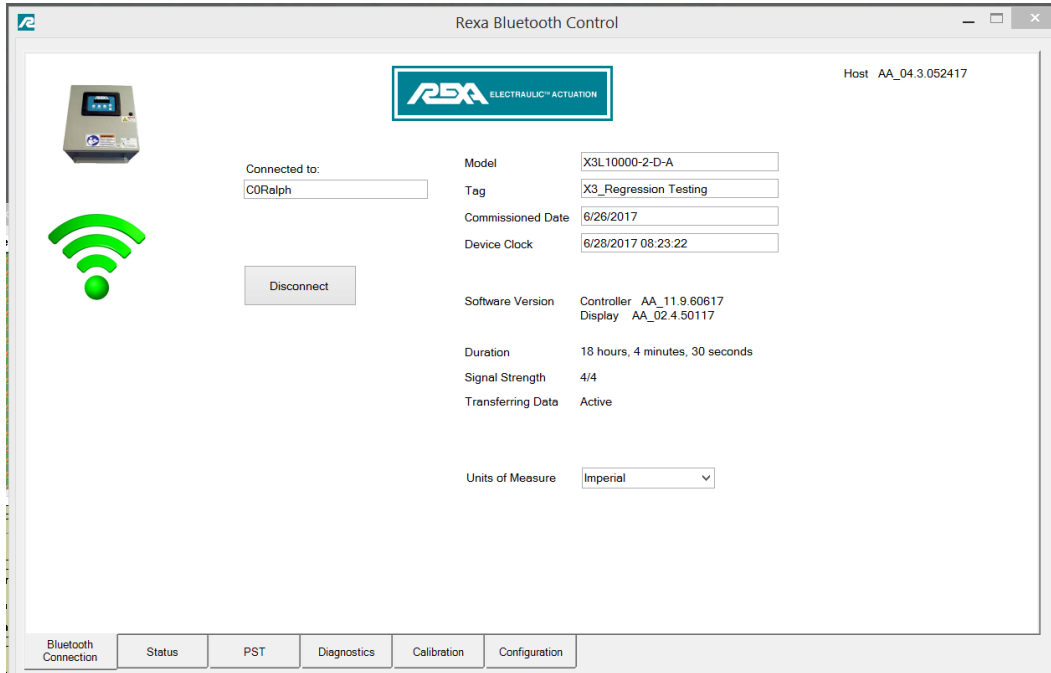 Rexa Bluetooth Control
Host AA_04.3.052417
REXA ELECTRAULIC™ ACTUATION
Connected to:
C0Ralph
Disconnect
Model X3L10000-2-D-A
Tag X3_Regression Testing
Commissioned Date 6/26/2017
Device Clock 6/28/2017 08:23:22
Software Version Controller AA_11.9.60617
Display AA_02.4.50117
Duration 18 hours, 4 minutes, 30 seconds
Signal Strength 4/4
Transferring Data Active
Units of Measure Imperial
Bluetooth
Connection
Status
PST
Diagnostics
Calibration
Configuration